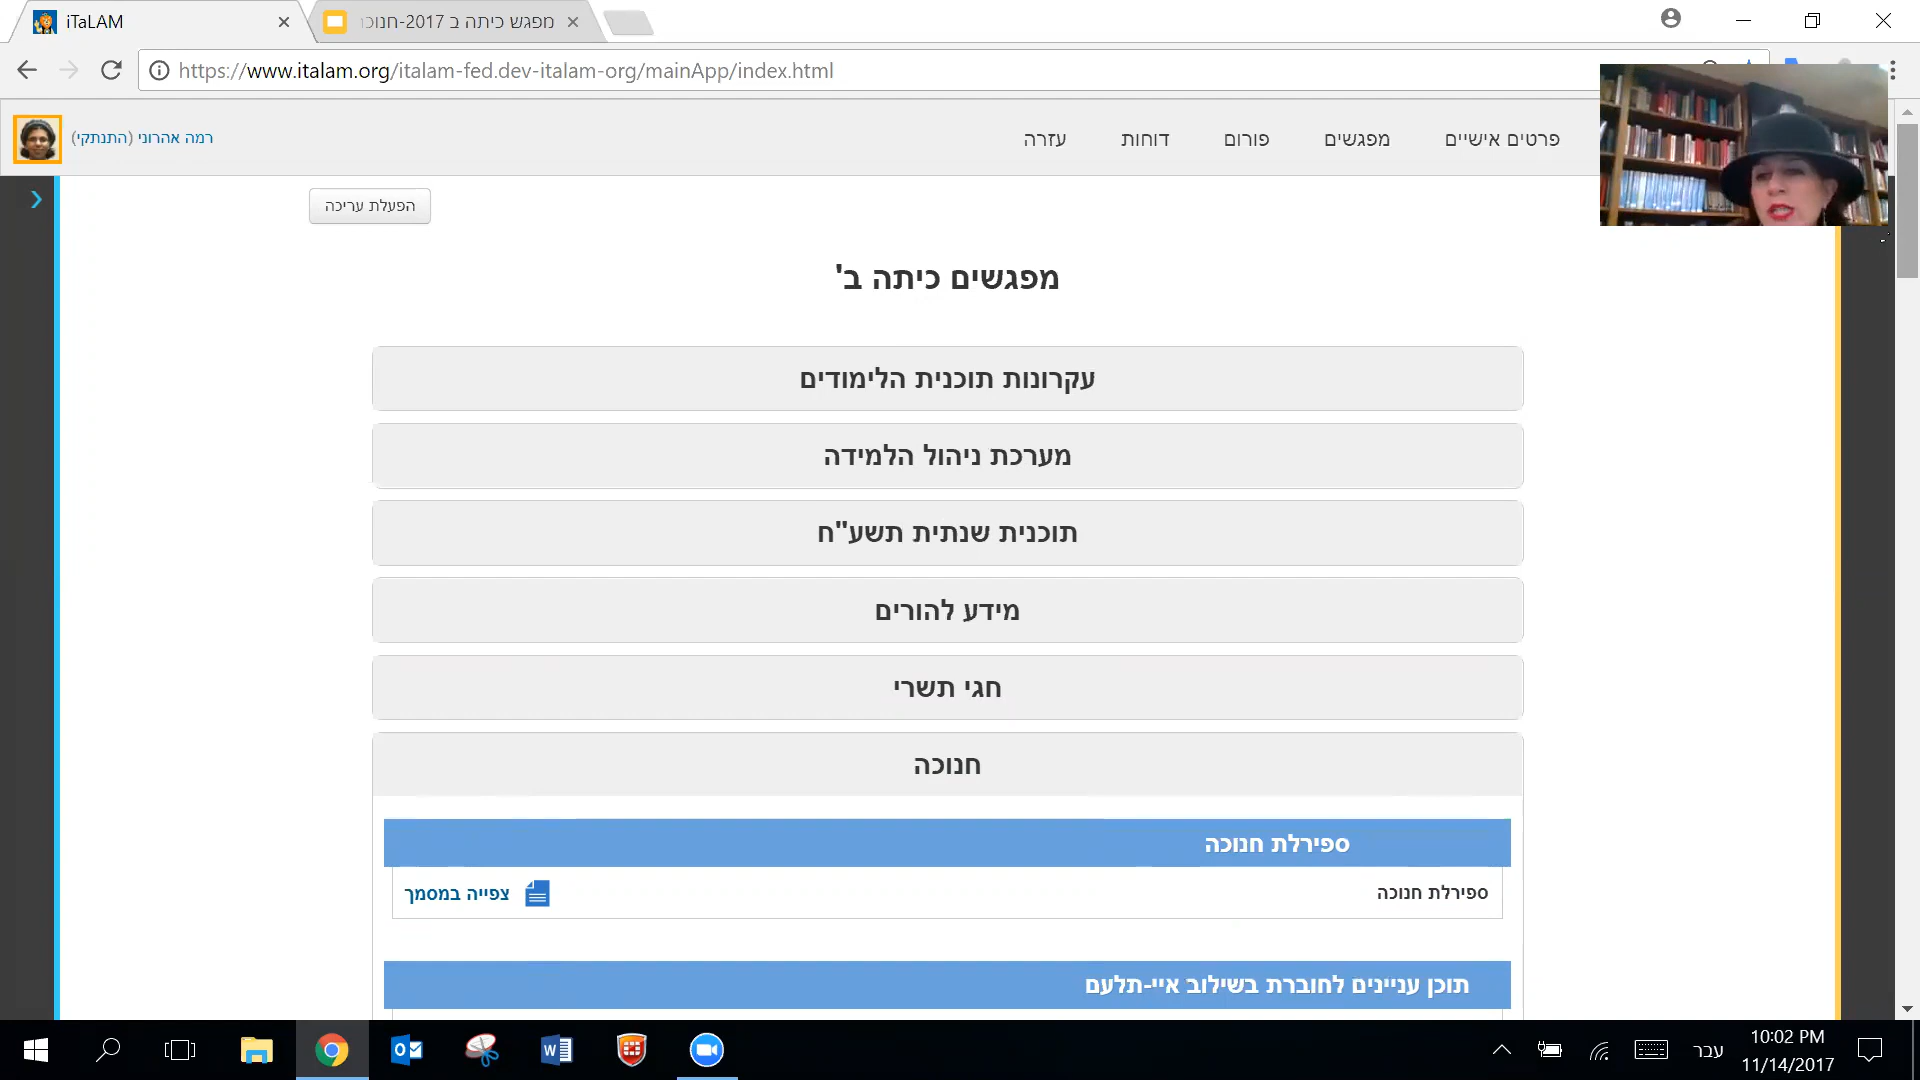 iTaLAM
מפגש כיתה ב 2017-חנוכ
https://www.italam.org/italam-fed.dev-italam-org/mainApp/index.html
פרטים אישיים
מפגשים
פורום
דוחות
עזרה
רמה אהרוני (התנתקי)
הפעלת עריכה
מפגשים כיתה ב'
עקרונות תוכנית הלימודים
מערכת ניהול הלמידה
תוכנית שנתית תשע"ח
מידע להורים
חגי תשרי
חנוכה
ספירלת חנוכה
ספירלת חנוכה
צפייה במסמך
תוכן עניינים לחוברת בשילוב איי-תלעם
עבר
10:02 PM
11/14/2017